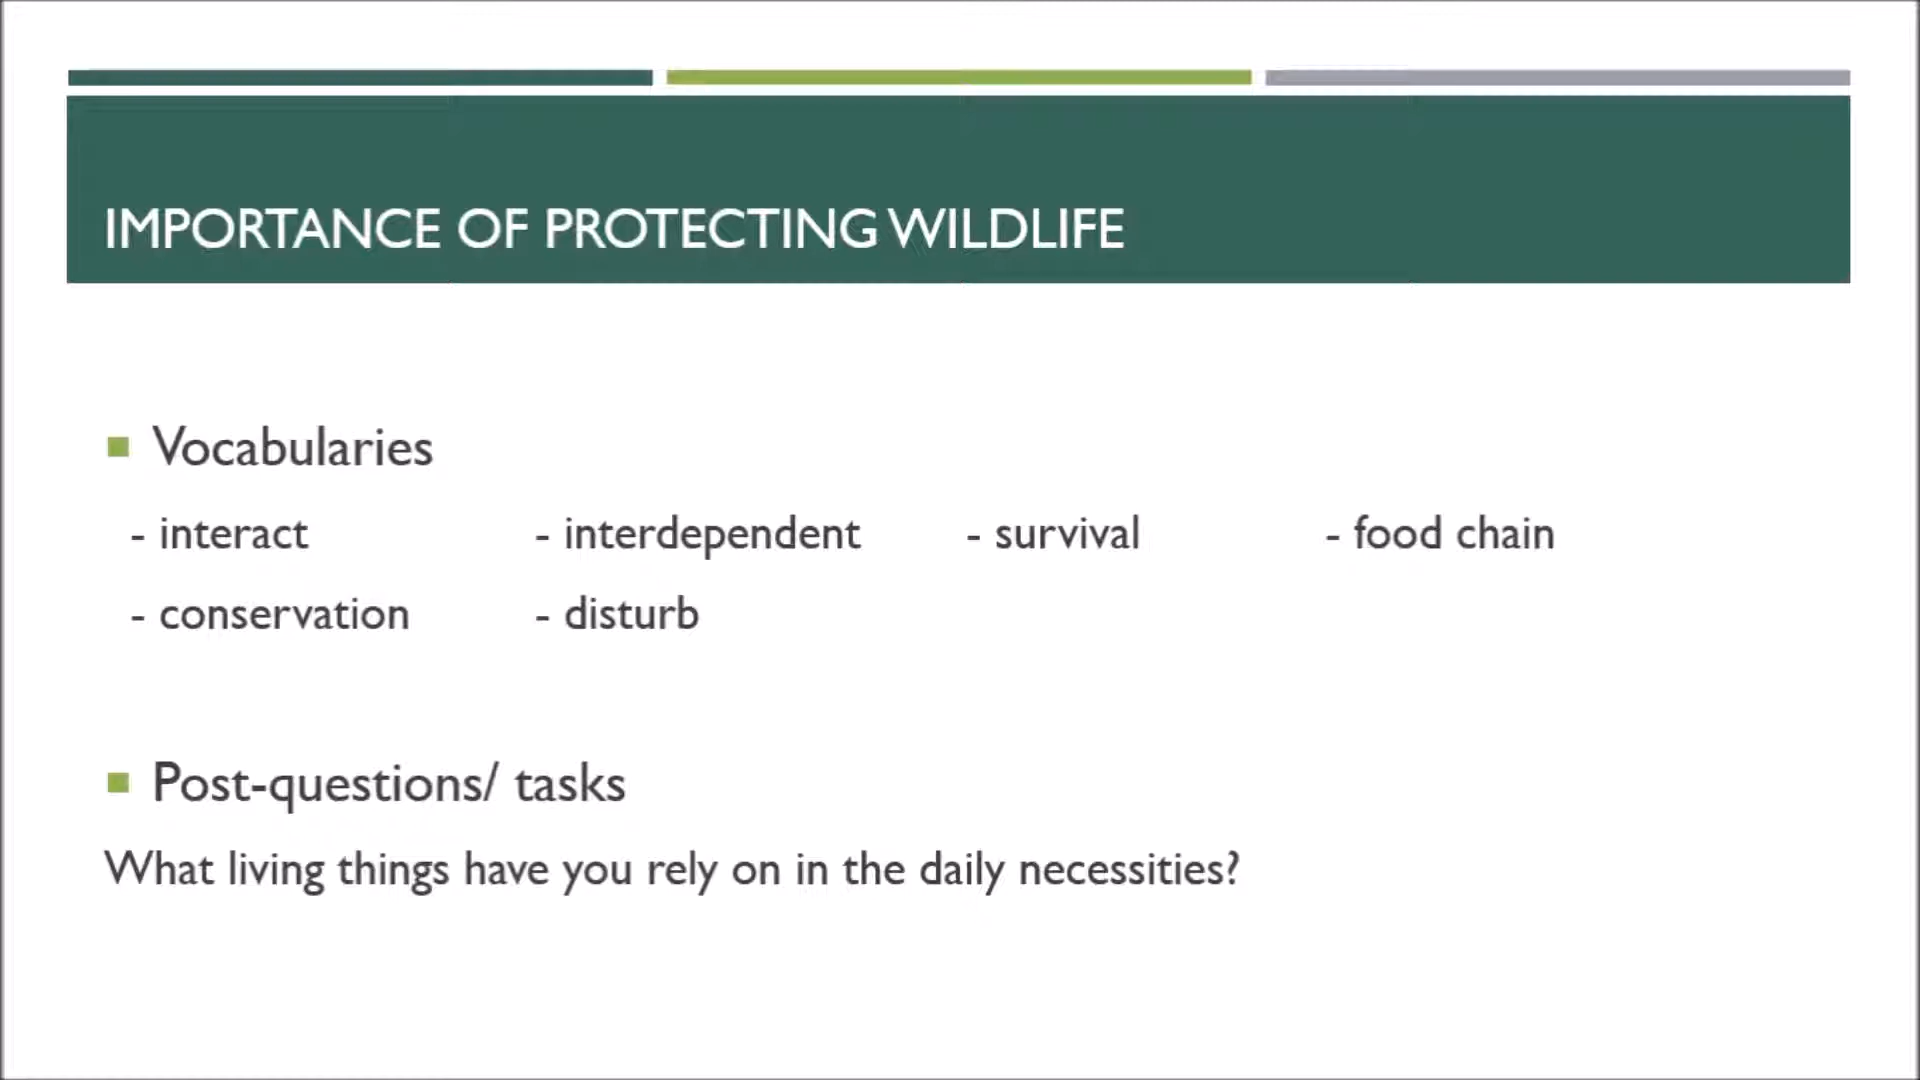 IMPORTANCE OF PROTECTING WILDLIFE
Vocabularies
- interact - interdependent - survival - food chain
- conservation - disturb
Post-questions/ tasks
What living things have you rely on in the daily necessities?